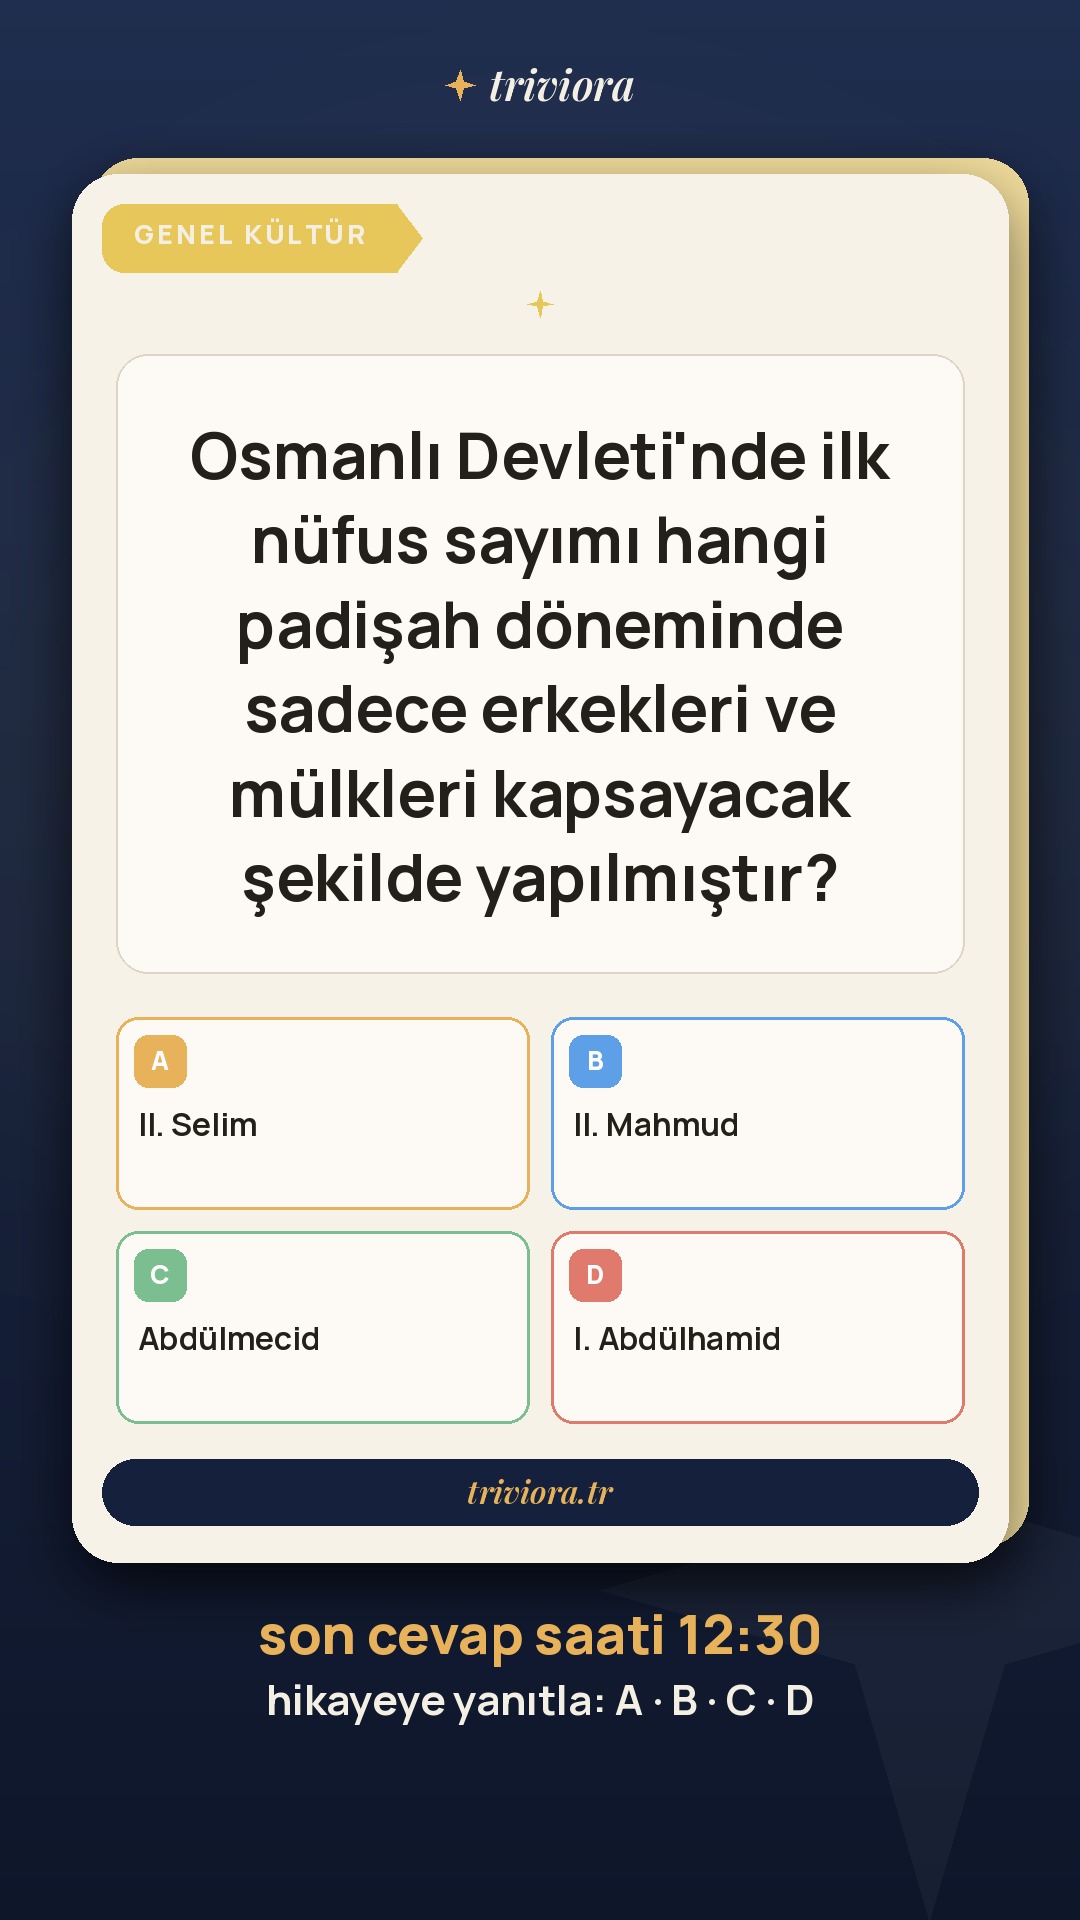 triviora
GENEL KÜLTÜR
Osmanlı Devleti'nde ilk
nüfus sayımı hangi
padişah döneminde
sadece erkekleri ve
mülkleri kapsayacak
şekilde yapılmıştır?
A
II. Selim
B
II. Mahmud
C
Abdülmecid
D
I. Abdülhamid
triviora.tr
son cevap saati 12:30
hikayeye yanıtla: A · B · C · D